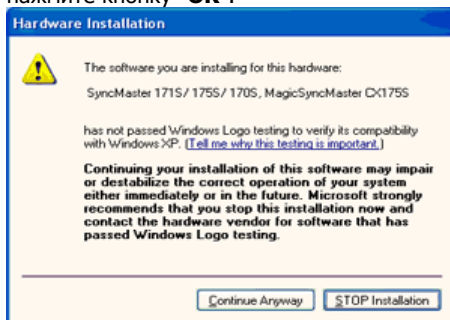 нажмите кнопку "OK".
Hardware Installation
The software you are installing for this hardware:
SyncMaster 171S/ 175S/ 170S, MagicSyncMaster CX175S
has not passed Windows Logo testing to verify its compatibility
with Windows XP. (Tell me why this testing is important.)
Continuing your installation of this software may impair
or destabilize the correct operation of your system
either immediately or in the future. Microsoft strongly
recommends that you stop this installation now and
contact the hardware vendor for software that has
passed Windows Logo testing.
Continue Anyway
STOP Installation